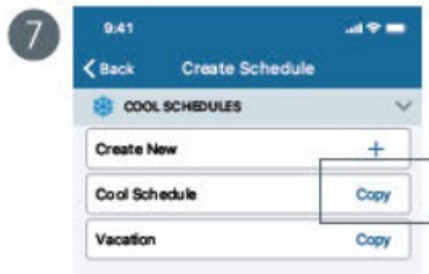 7
9:41
Back Create Schedule
COOL SCHEDULES
Create New +
Cool Schedule Copy
Vacation Copy